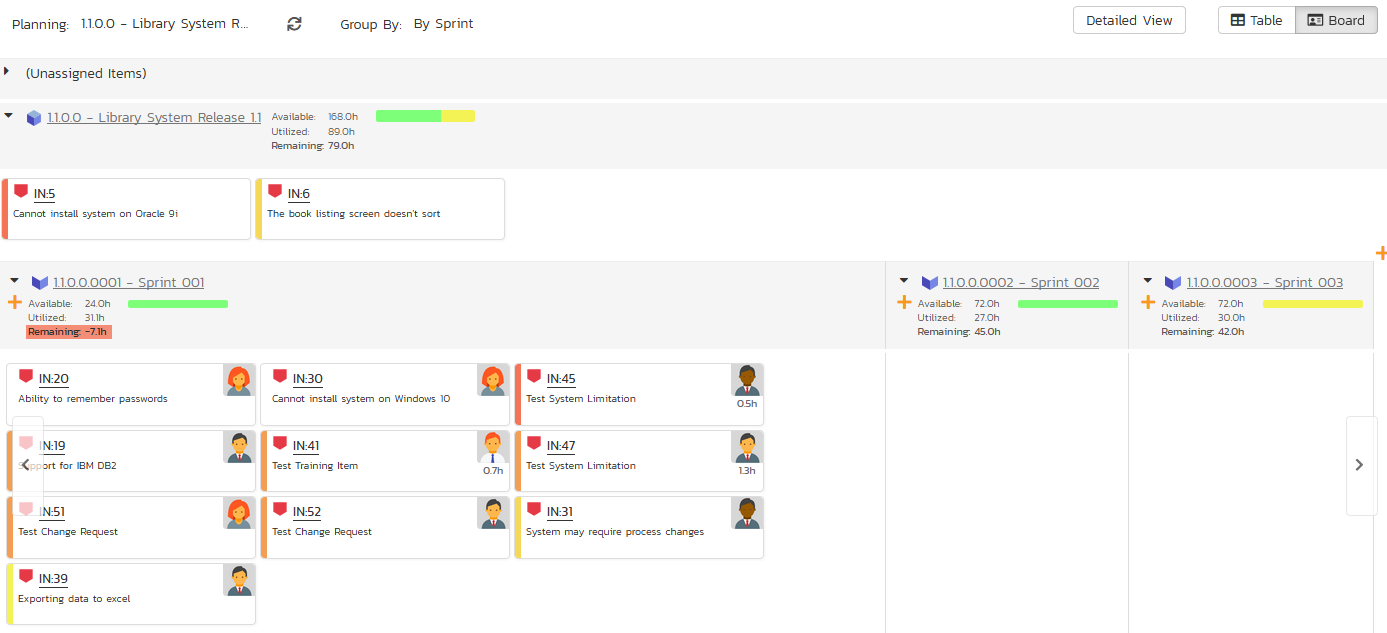 Planning: 1.1.0.0 - Library System R... Group By: By Sprint Detailed View Table Board
(Unassigned Items)
1.1.0.0 - Library System Release 1.1 Available: 168.0h
Utilized: 89.0h
Remaining: 79.0h
IN:5 IN:6
Cannot install system on Oracle 9i The book listing screen doesn't sort
1.1.0.0.0001 - Sprint 001 1.1.0.0.0002 - Sprint 002 1.1.0.0.0003 - Sprint 003
Available: 24.0h Available: 72.0h Available: 72.0h
Utilized: 31.1h Utilized: 27.0h Utilized: 30.0h
Remaining: -7.1h Remaining: 45.0h Remaining: 42.0h
IN:20 IN:30 IN:45
Ability to remember passwords Cannot install system on Windows 10 Test System Limitation
0.5h
IN:19 IN:41 IN:47
Support for IBM DB2 Test Training Item Test System Limitation
0.7h 1.3h
IN:51 IN:52 IN:31
Test Change Request Test Change Request System may require process changes
IN:39
Exporting data to excel